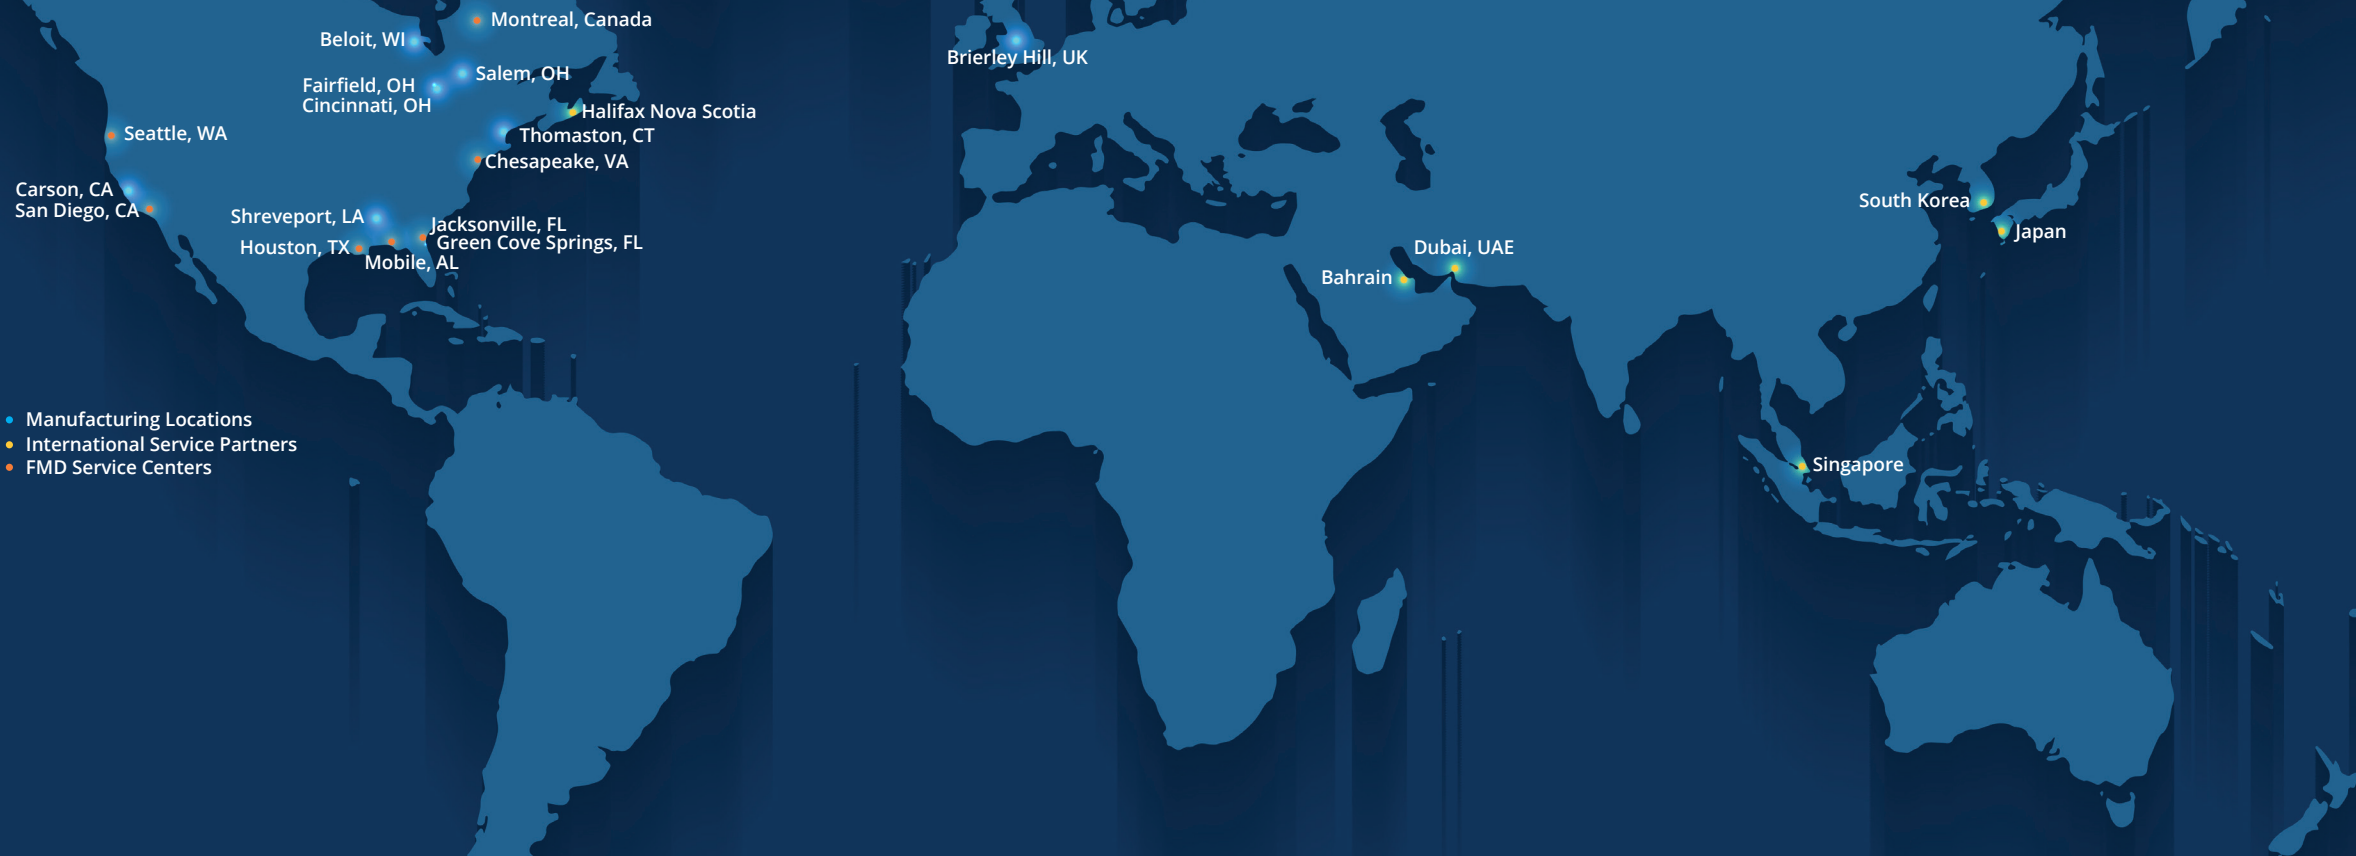 Montreal, Canada
Beloit, WI
Brierley Hill, UK
Salem, OH
Fairfield, OH
Cincinnati, OH
Halifax Nova Scotia
Seattle, WA
Thomaston, CT
Chesapeake, VA
Carson, CA
San Diego, CA
South Korea
Shreveport, LA
Jacksonville, FL
Japan
Green Cove Springs, FL
Houston, TX
Dubai, UAE
Mobile, AL
Bahrain
Manufacturing Locations
International Service Partners
FMD Service Centers
Singapore